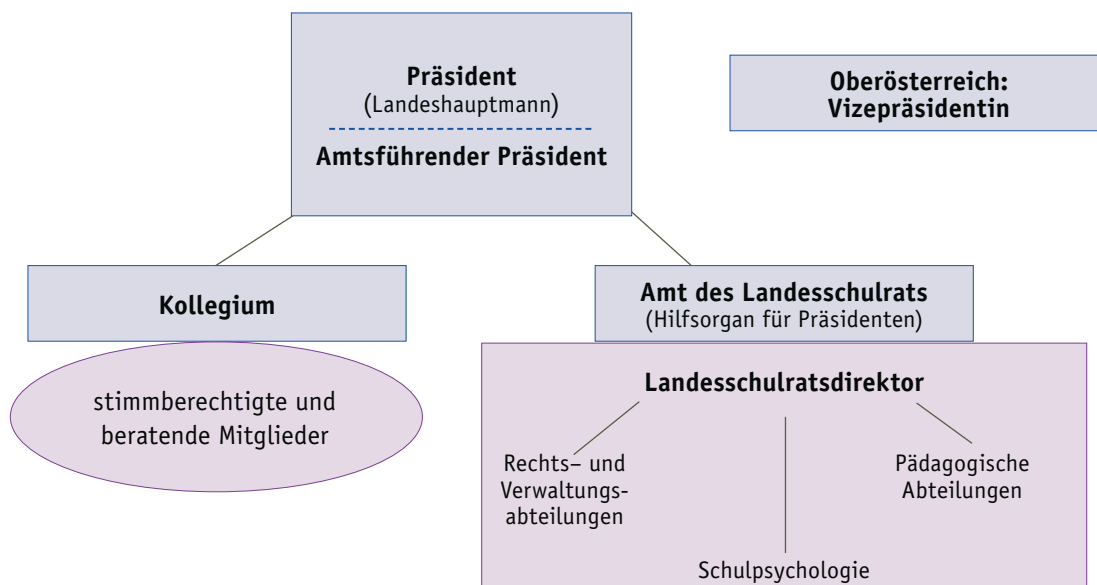 Präsident
(Landeshauptmann)
Amtsführender Präsident
Oberösterreich:
Vizepräsidentin
Kollegium
Amt des Landesschulrats
(Hilfsorgan für Präsidenten)
stimmberechtigte und
beratende Mitglieder
Landesschulratsdirektor
Rechts– und
Verwaltungs-
abteilungen
Pädagogische
Abteilungen
Schulpsychologie